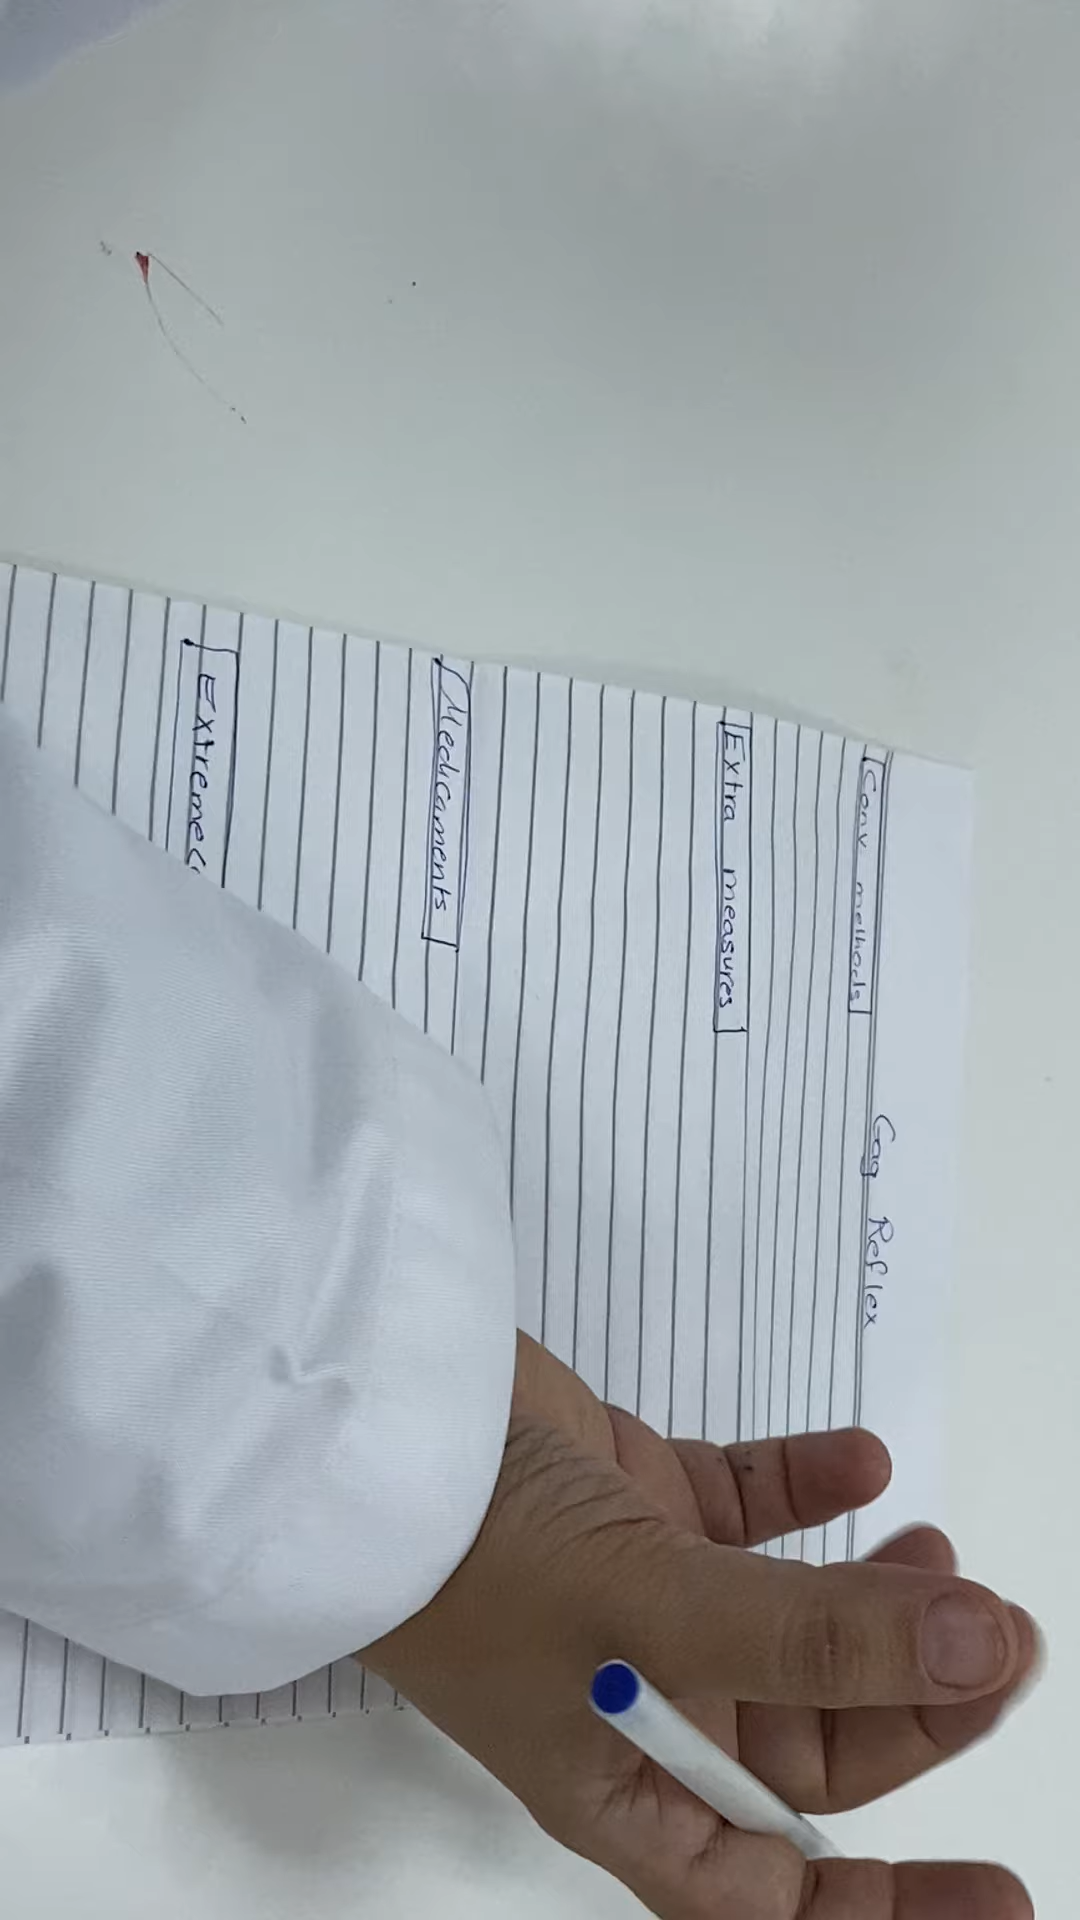 Gag Reflex
Conv methods
Extra measures
Medicaments
Extreme